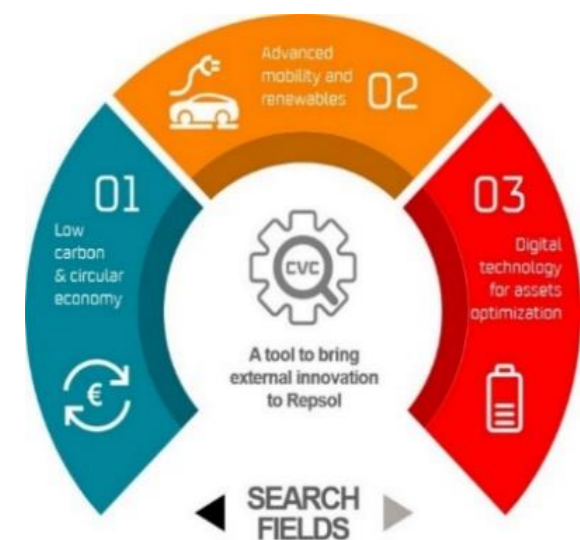 01
Low
carbon
& circular
economy
€
Advanced
mobility and
renewables
02
03
Digital
technology
for assets
optimization
CVC
A tool to bring
external innovation
to Repsol
SEARCH
FIELDS